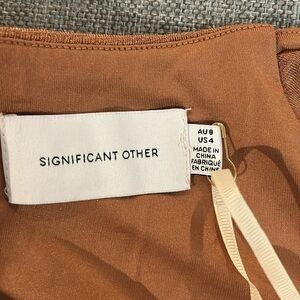 SIGNIFICANT OTHER
AU 8
US 4
MADE IN
CHINA
FABRIQUÉ
EN CHINE